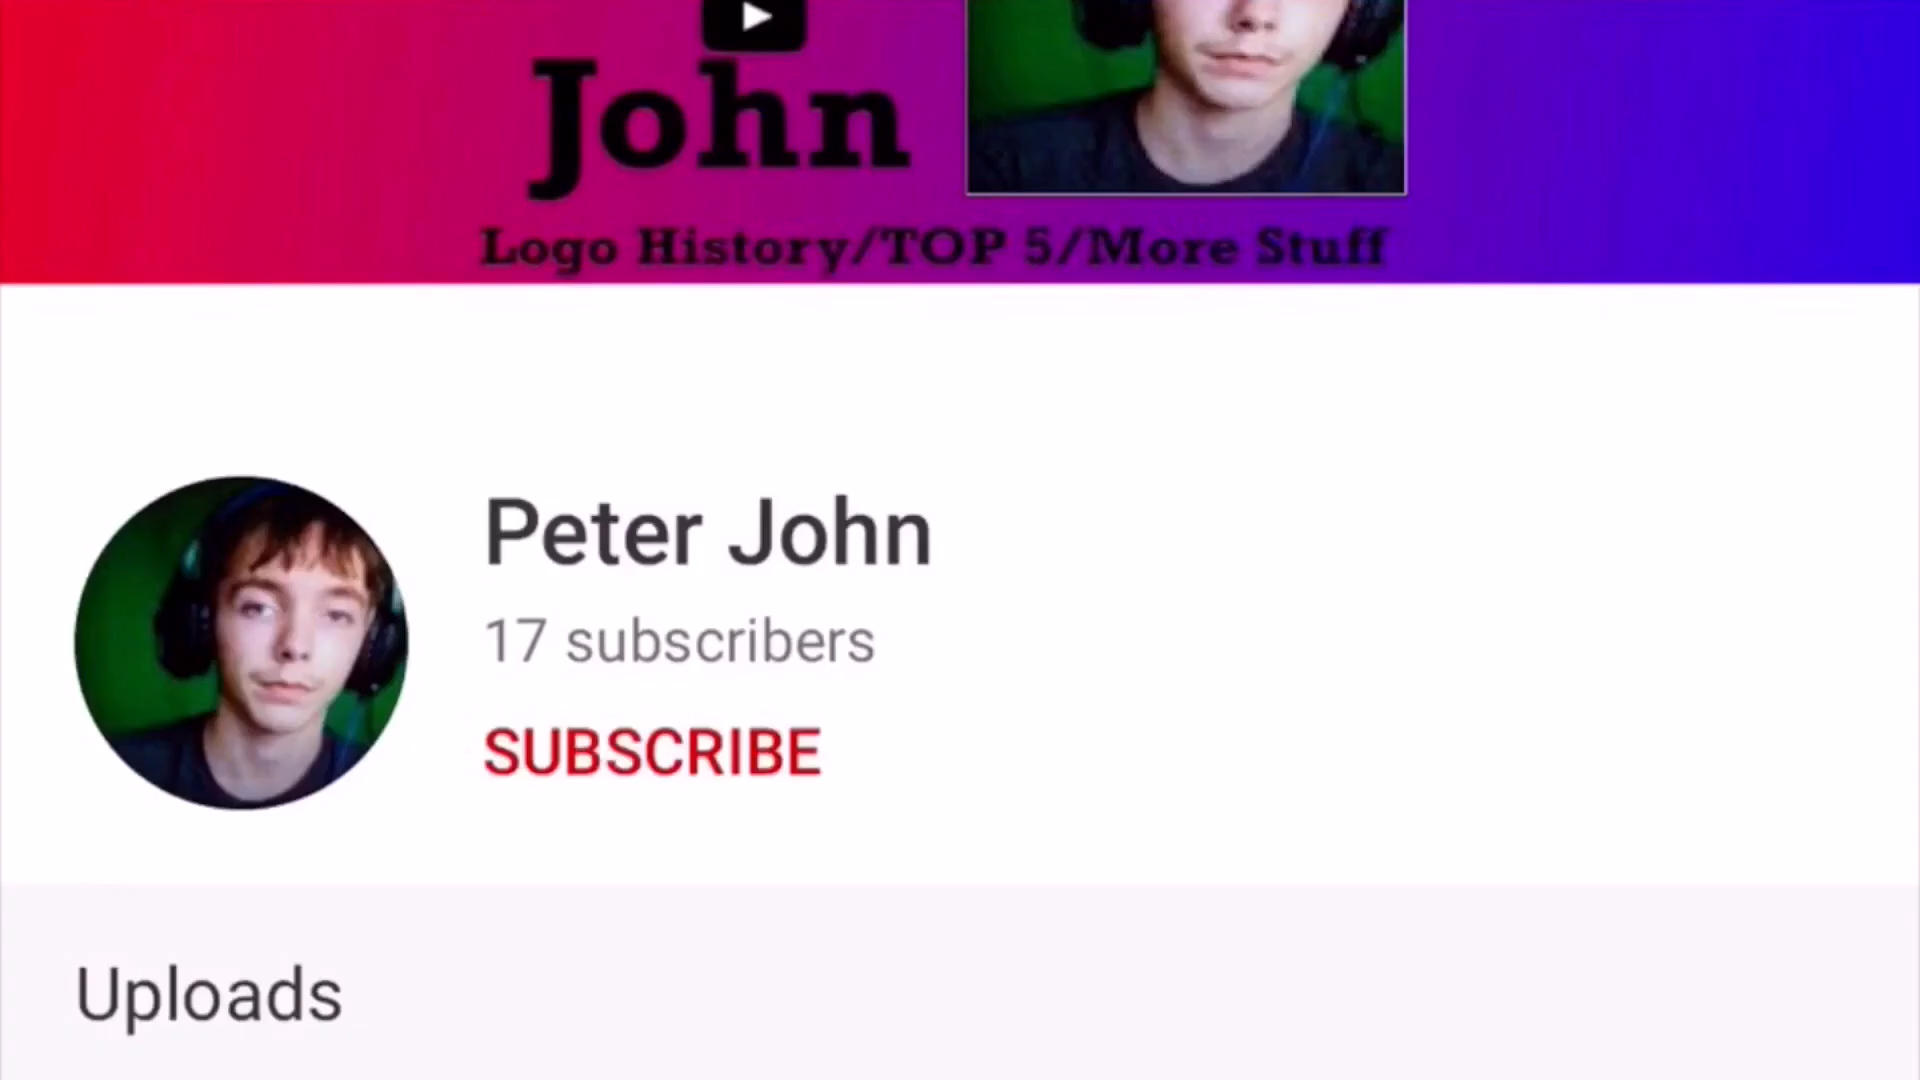 John
Logo History/TOP 5/More Stuff
Peter John
17 subscribers
SUBSCRIBE
Uploads